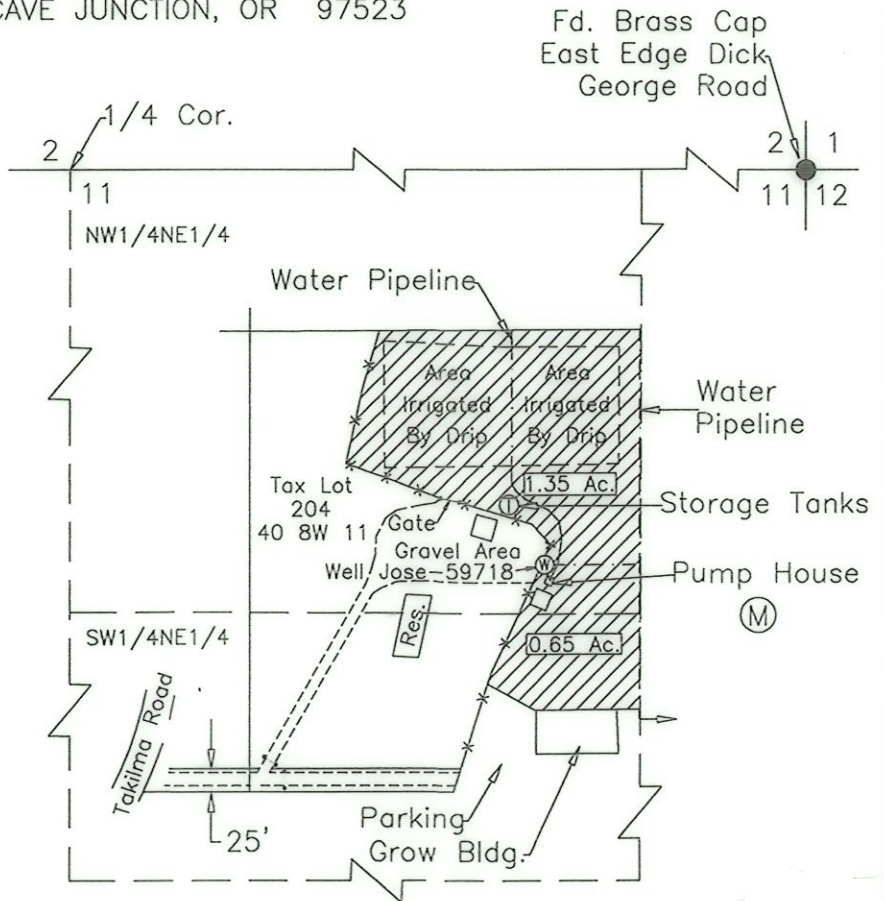 CAVE JUNCTION, OR 97523
Fd. Brass Cap
East Edge Dick
George Road
1/4 Cor.
2
11
2
1
11
12
NW1/4NE1/4
Water Pipeline
Area
Irrigated
By Drip
Area
Irrigated
By Drip
Water
Pipeline
1.35 Ac.
Tax Lot
204
40 8W 11
T
Storage Tanks
Gate
Gravel Area
Well Jose-59718
W
Pump House
M
SW1/4NE1/4
Res.
0.65 Ac.
Takilma Road
25'
Parking
Grow Bldg.